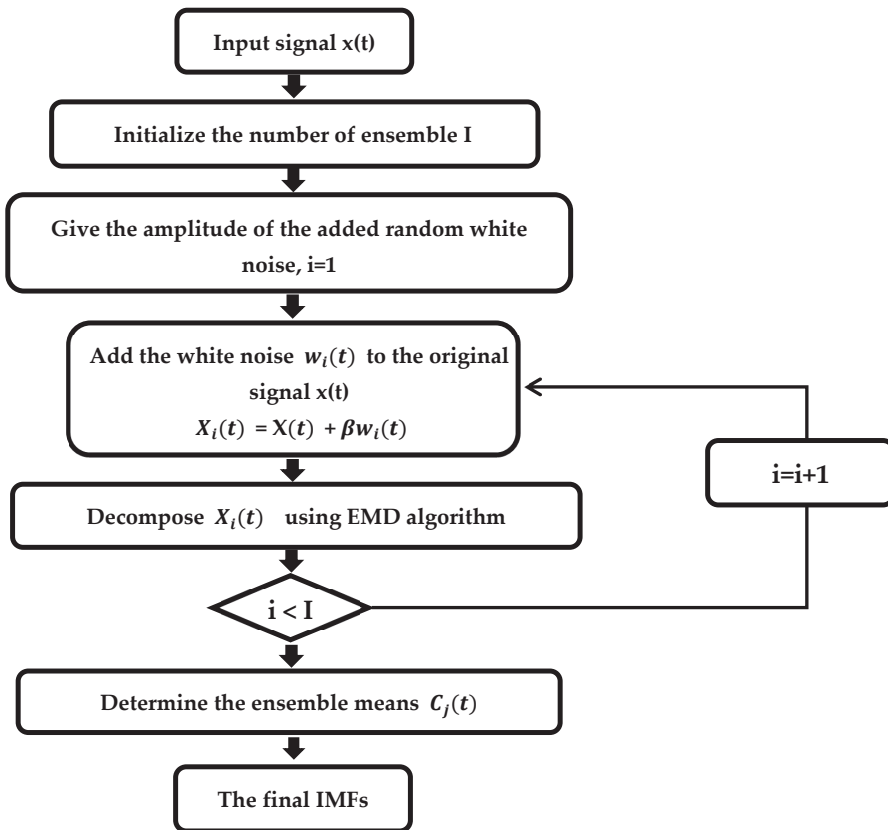 Input signal x(t)
Initialize the number of ensemble I
Give the amplitude of the added random white
noise, i=1
Add the white noise w_i(t) to the original
signal x(t)
X_i(t) = X(t) + βw_i(t)
i=i+1
Decompose X_i(t) using EMD algorithm
i < I
Determine the ensemble means C_j(t)
The final IMFs